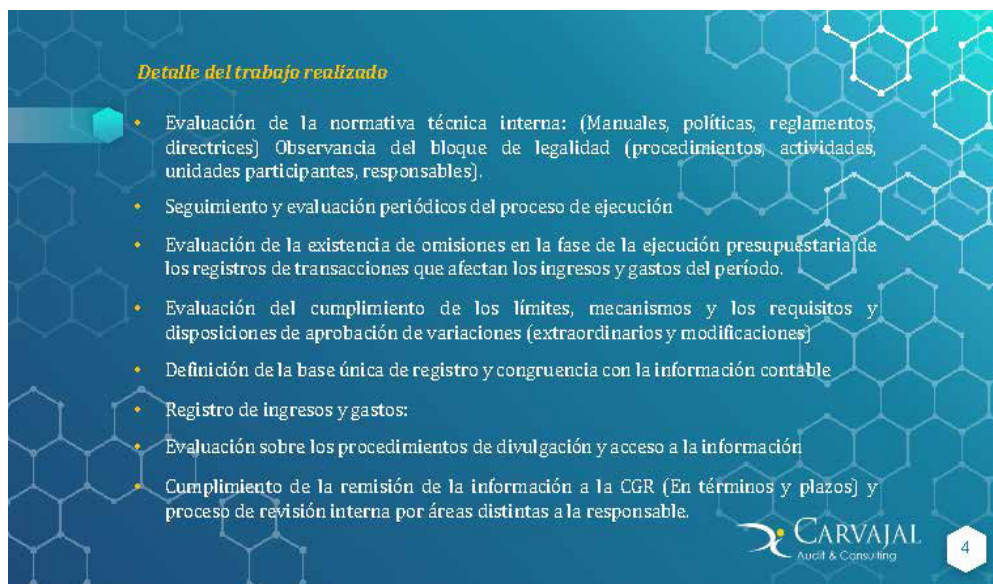 Detalle del trabajo realizado
• Evaluación de la normativa técnica interna: (Manuales, políticas, reglamentos,
directrices) Observancia del bloque de legalidad (procedimientos, actividades,
unidades participantes, responsables).
• Seguimiento y evaluación periódicos del proceso de ejecución
• Evaluación de la existencia de omisiones en la fase de la ejecución presupuestaria de
los registros de transacciones que afectan los ingresos y gastos del período.
• Evaluación del cumplimiento de los límites, mecanismos y los requisitos y
disposiciones de aprobación de variaciones (extraordinarios y modificaciones)
• Definición de la base única de registro y congruencia con la información contable
• Registro de ingresos y gastos:
• Evaluación sobre los procedimientos de divulgación y acceso a la información
• Cumplimiento de la remisión de la información a la CGR (En términos y plazos) y
proceso de revisión interna por áreas distintas a la responsable.
CARVAJAL
Audit & Consulting
4